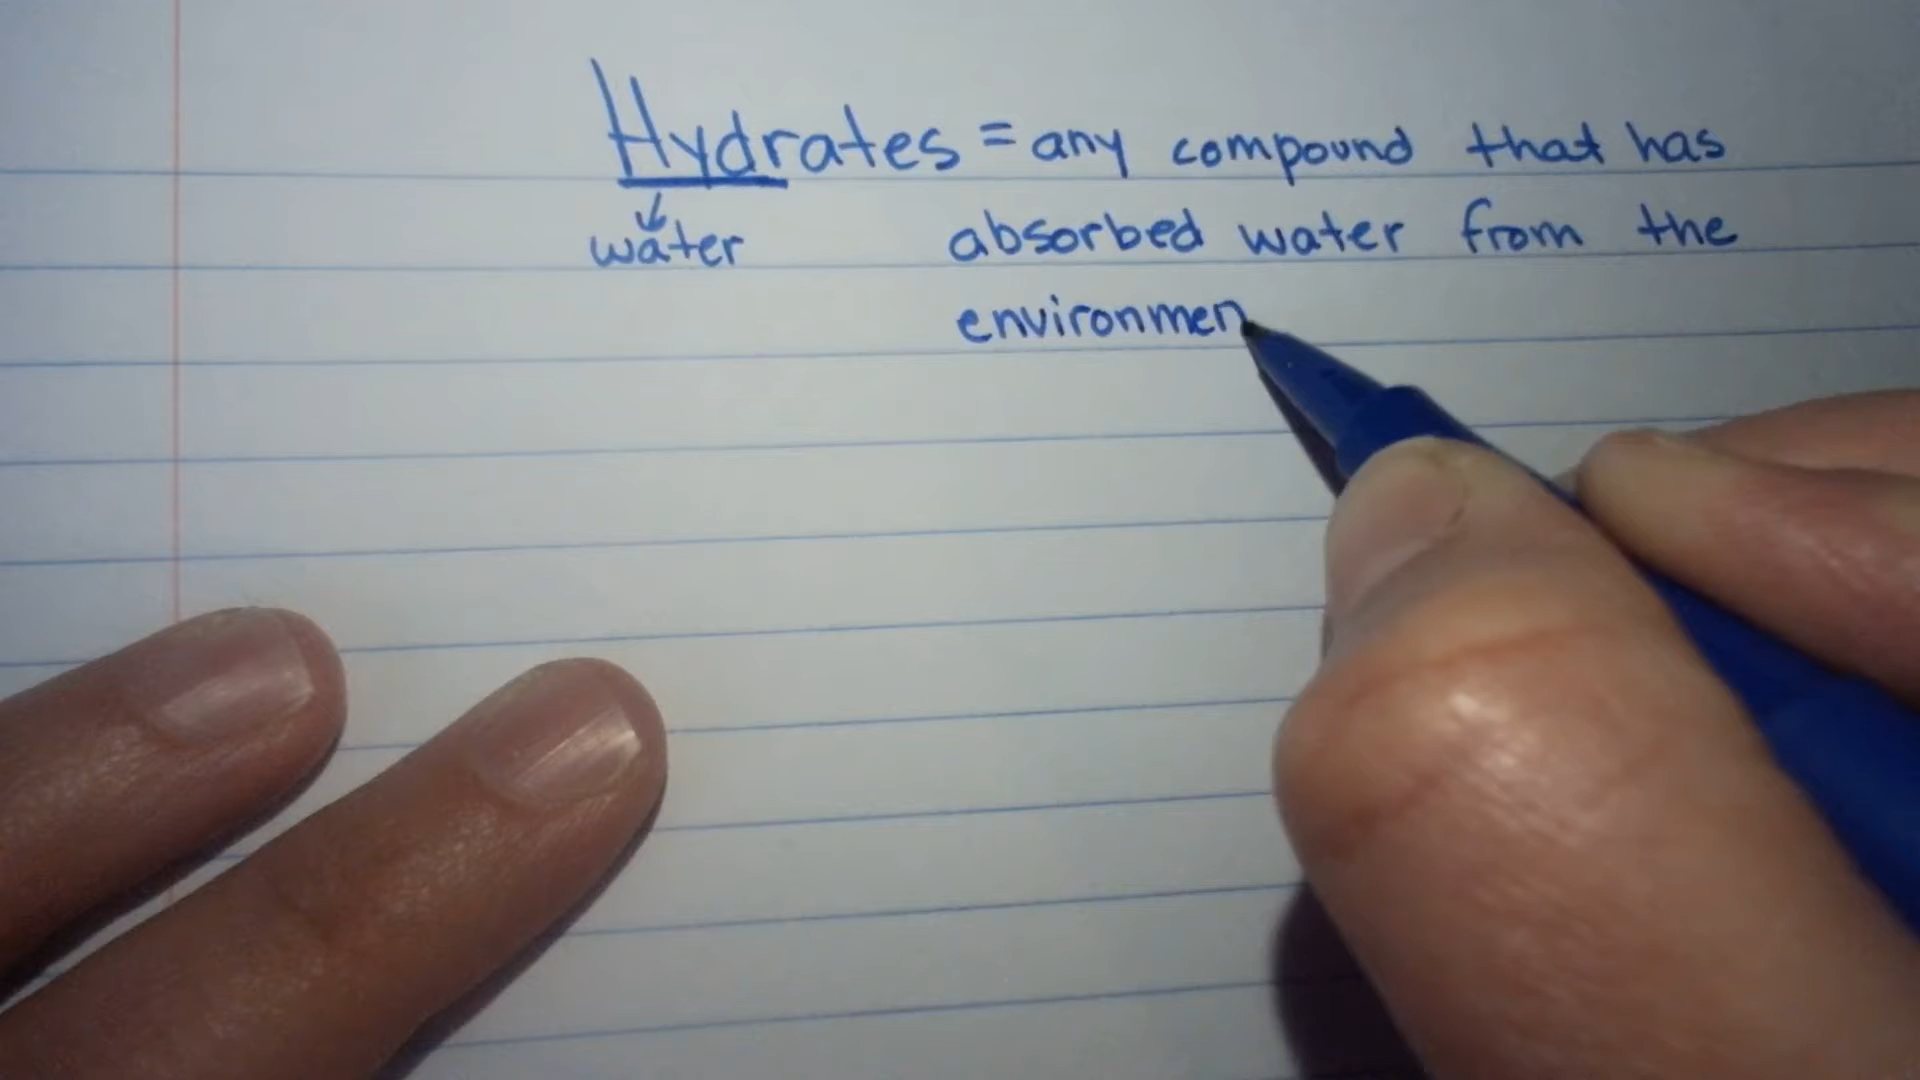 Hydrates = any compound that has
water absorbed water from the
environmen